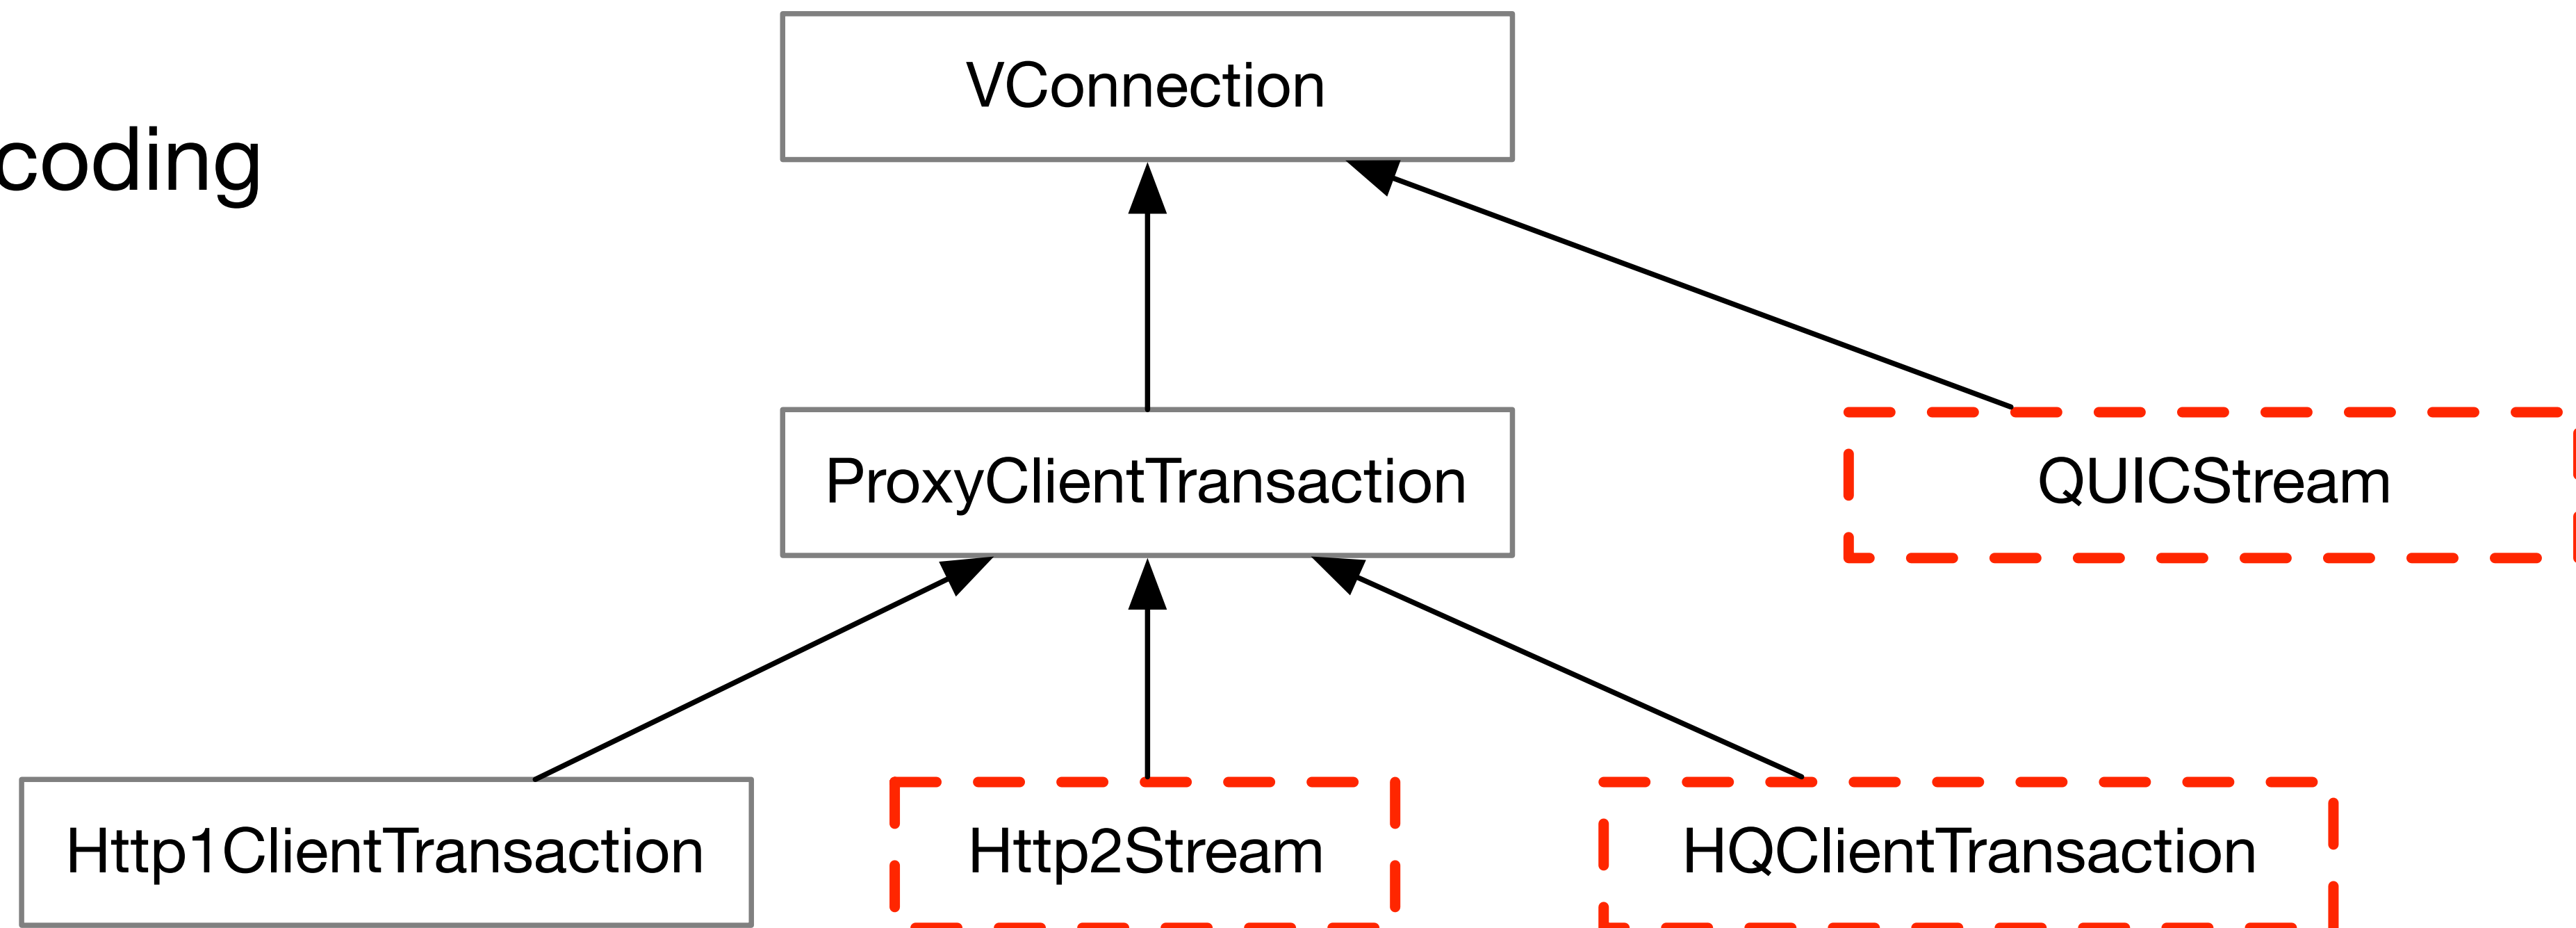 VConnection
coding
ProxyClientTransaction
QUICStream
Http1ClientTransaction
Http2Stream
HQClientTransaction